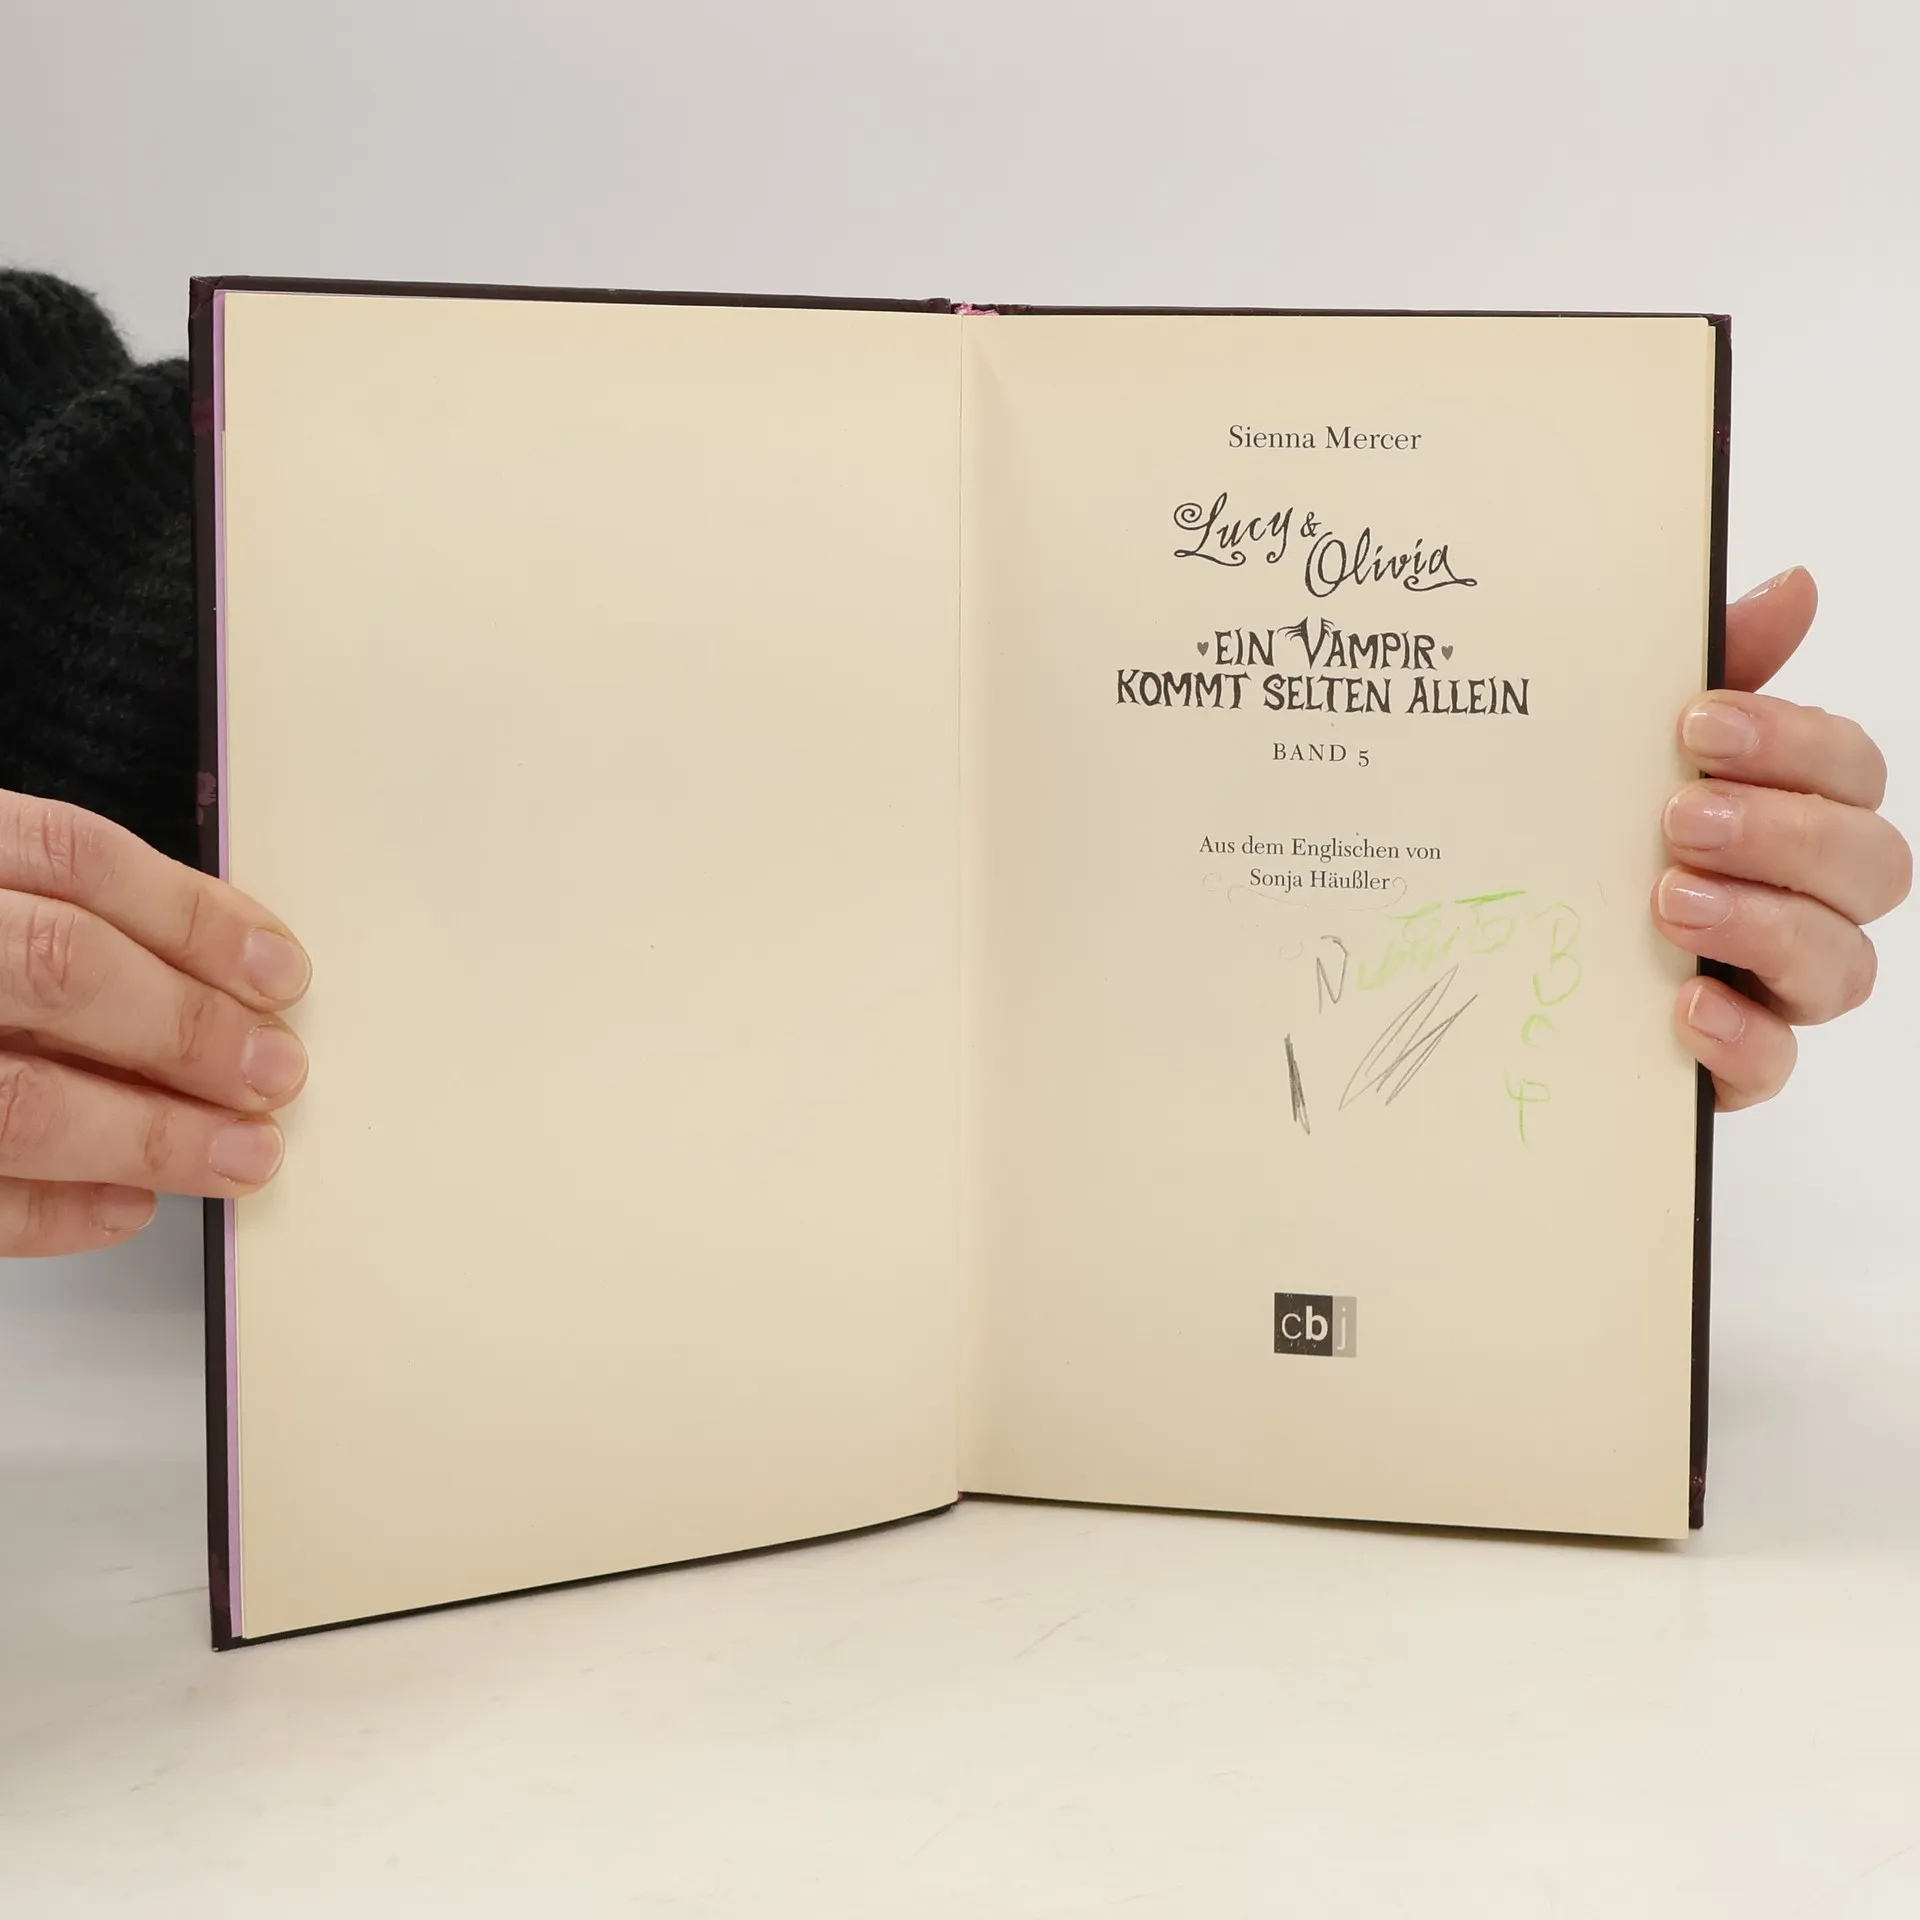 Sienna Mercer
Lucy & Olivia
EIN VAMPIR
KOMMT SELTEN ALLEIN
BAND 5
Aus dem Englischen von
Sonja Häußler
cbj